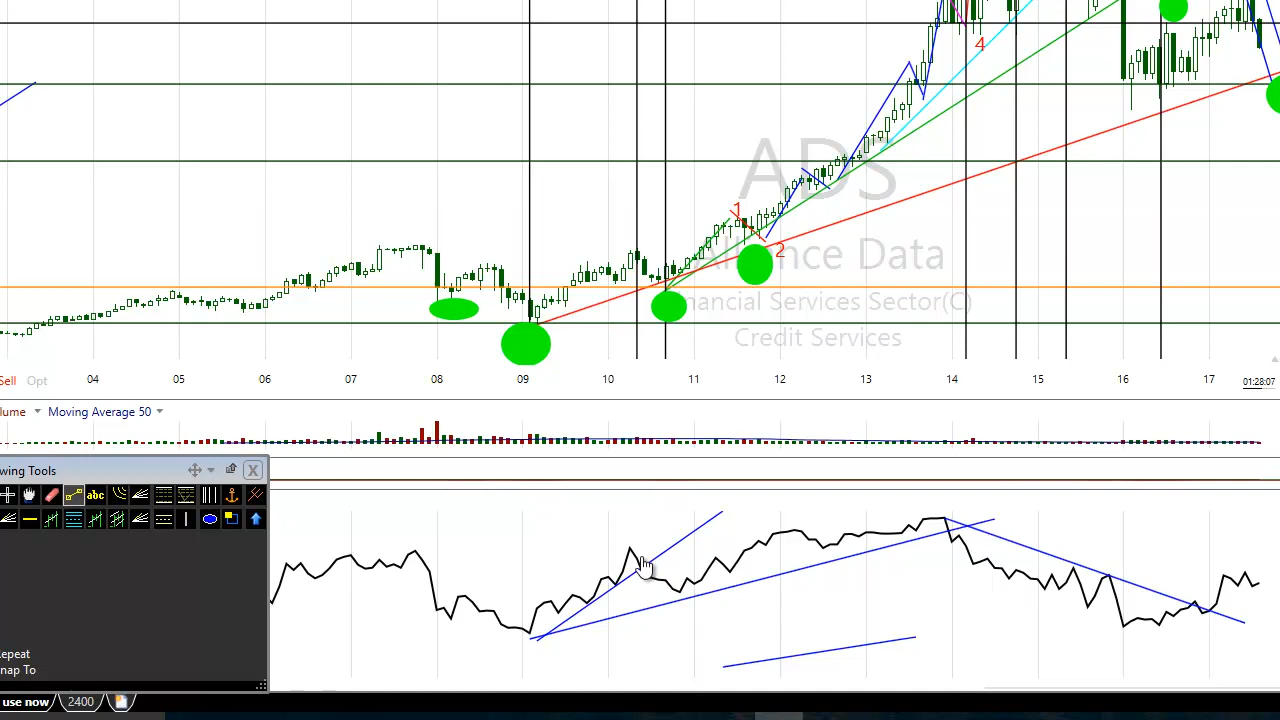 4
ADS
1
2
Alliance Data
Financial Services Sector(C)
Credit Services
Sell Opt 04 05 06 07 08 09 10 11 12 13 14 15 16 17 01:28:07
lume Moving Average 50
wing Tools X
abc
epeat
nap To
use now 2400